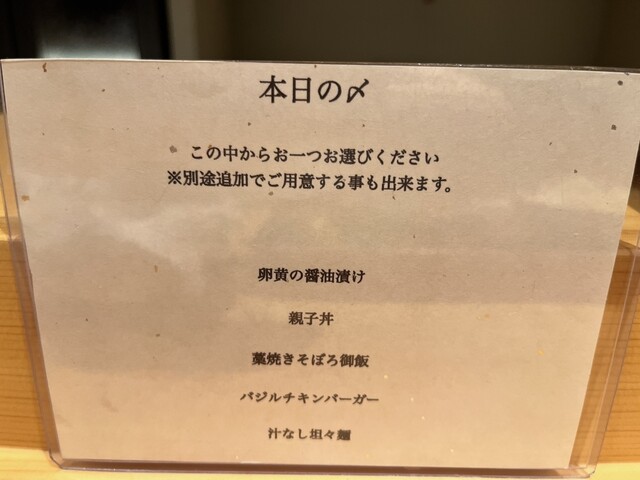 本日の〆
この中からお一つお選びください
※別途追加でご用意する事も出来ます。
卵黄の醤油漬け
親子丼
藁焼きそぼろ御飯
バジルチキンバーガー
汁なし坦々麺